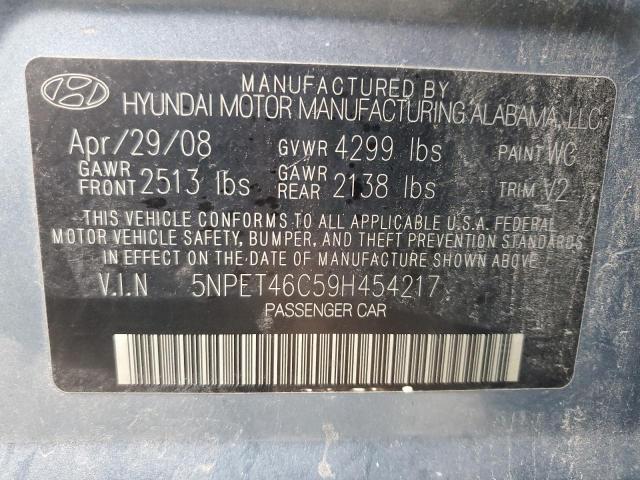 MANUFACTURED BY
HYUNDAI MOTOR MANUFACTURING ALABAMA, LLC
Apr/29/08 GVWR 4299 lbs PAINT WC
GAWR FRONT 2513 lbs GAWR REAR 2138 lbs TRIM V2
THIS VEHICLE CONFORMS TO ALL APPLICABLE U.S.A. FEDERAL
MOTOR VEHICLE SAFETY, BUMPER, AND THEFT PREVENTION STANDARDS
IN EFFECT ON THE DATE OF MANUFACTURE SHOWN ABOVE.
V.I.N 5NPET46C59H454217
PASSENGER CAR